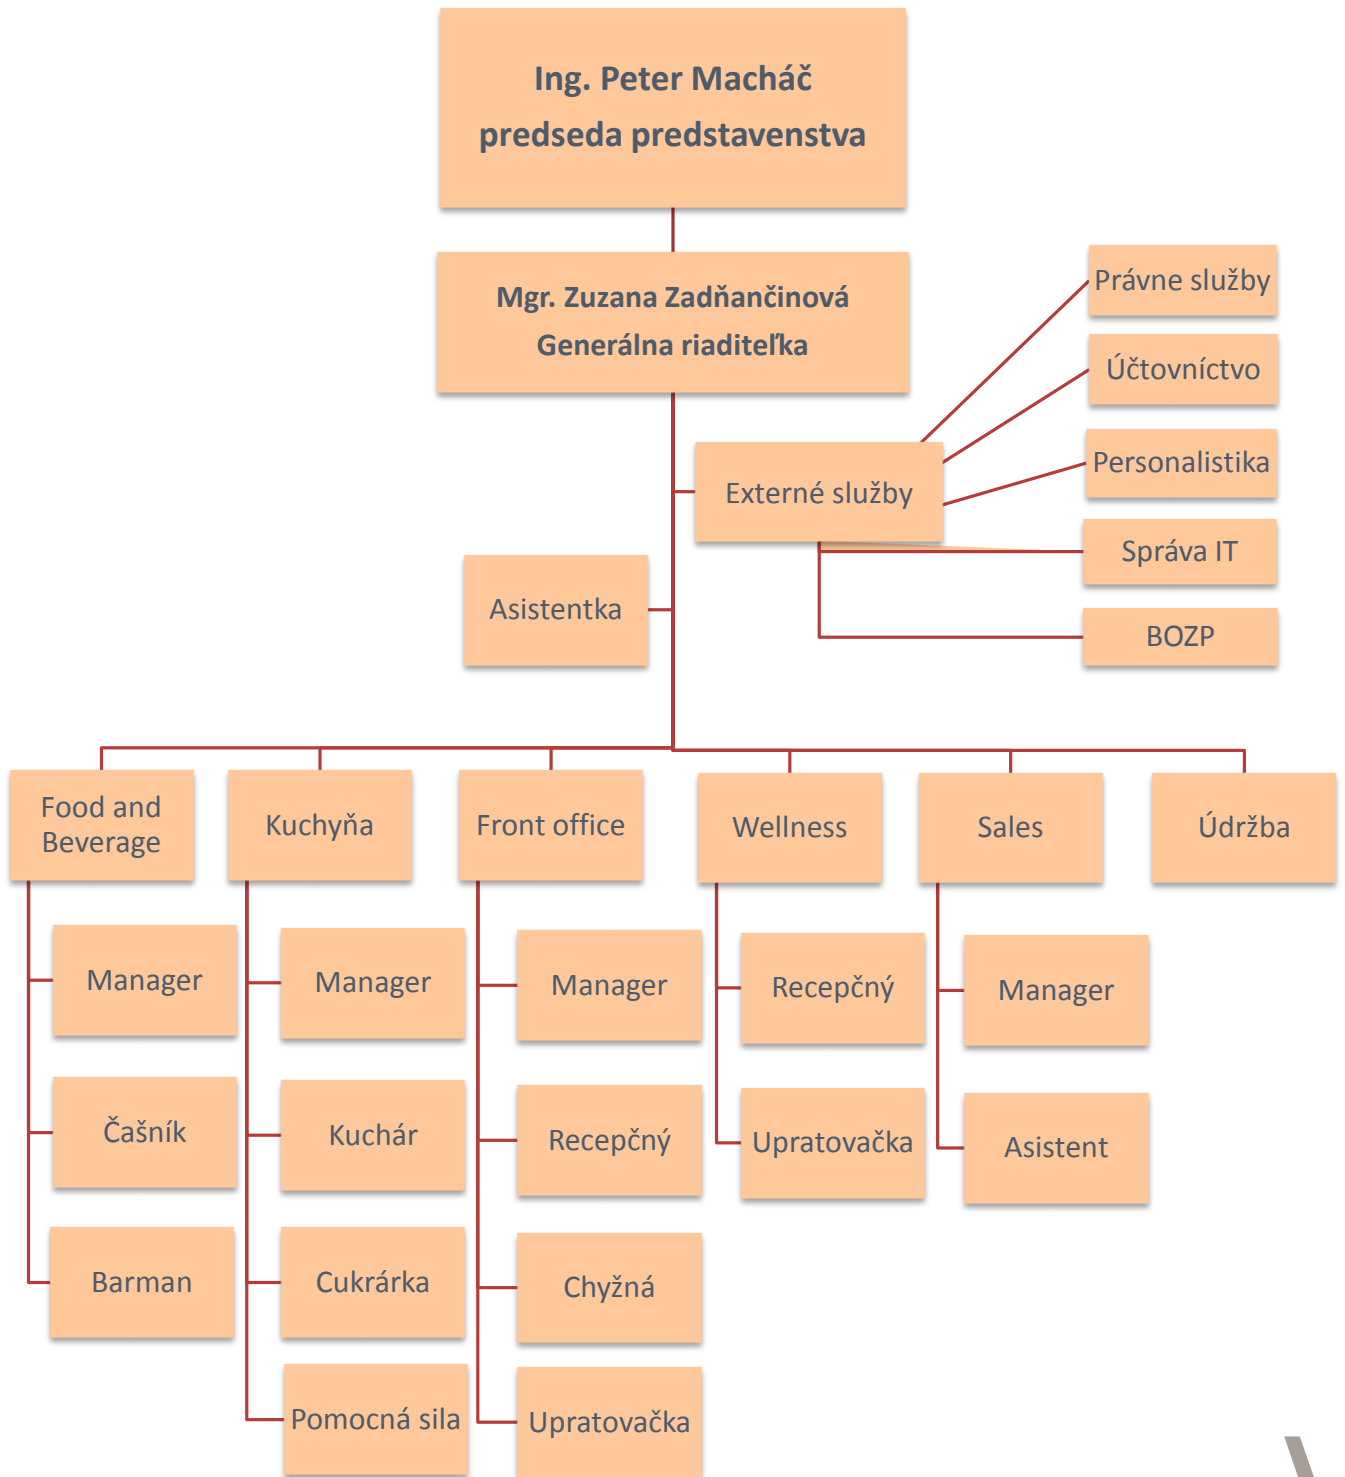 Ing. Peter Macháč
predseda predstavenstva
Mgr. Zuzana Zadňančinová
Generálna riaditeľka
Právne služby
Účtovníctvo
Personalistika
Externé služby
Správa IT
Asistentka
BOZP
Food and
Beverage
Kuchyňa
Front office
Wellness
Sales
Údržba
Manager
Manager
Manager
Recepčný
Manager
Čašník
Kuchár
Recepčný
Upratovačka
Asistent
Barman
Cukrárka
Chyžná
Pomocná sila
Upratovačka